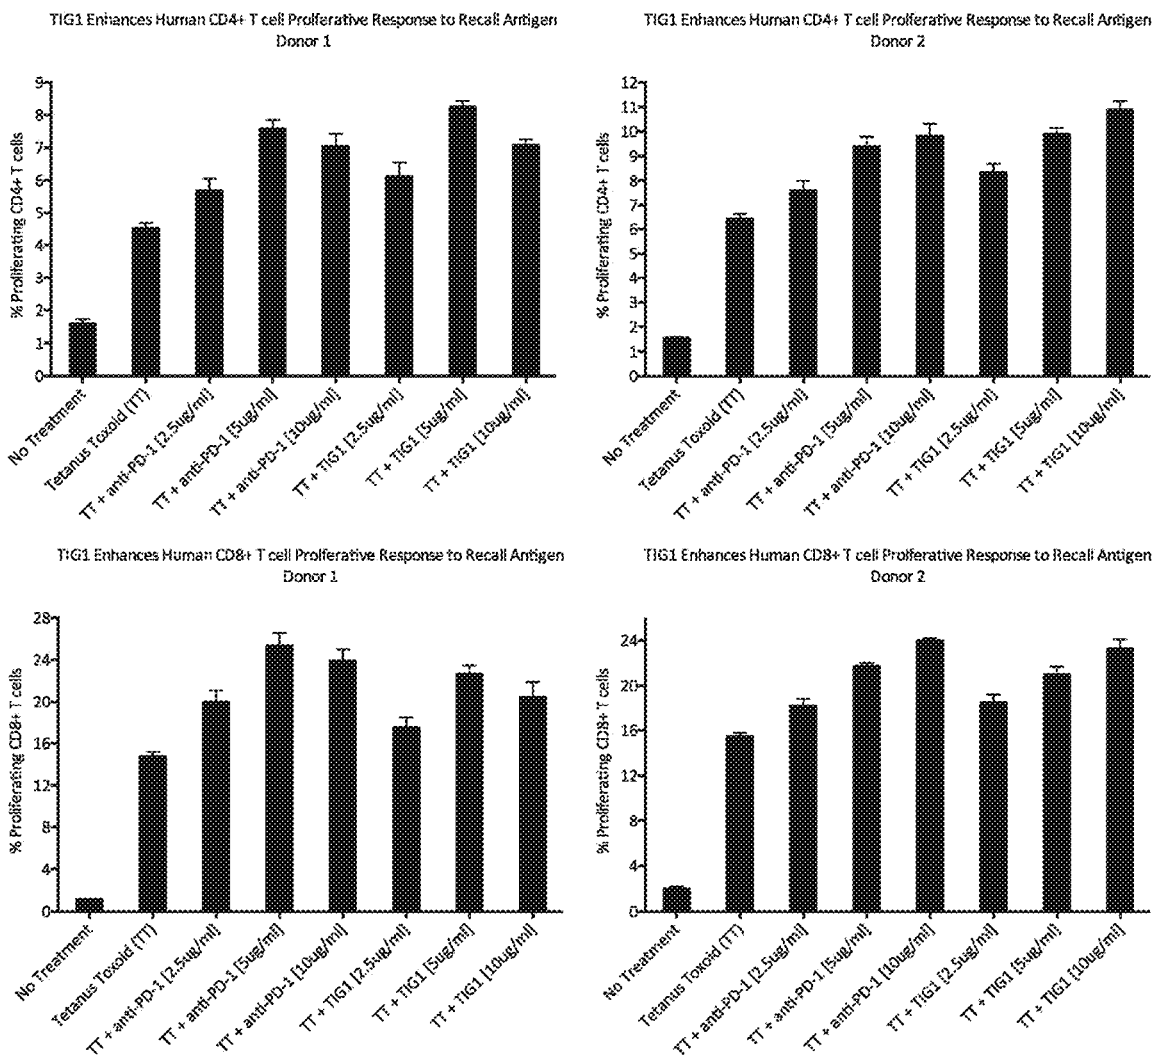 TIG1 Enhances Human CD4+ T cell Proliferative Response to Recall Antigen
Donor 1
% Proliferating CD4+ T cells
9
8
7
6
5
4
3
2
1
0
No Treatment
Tetanus Toxoid (TT)
TT + anti-PD-1 [2.5ug/ml]
TT + anti-PD-1 [5ug/ml]
TT + anti-PD-1 [10ug/ml]
TT + TIG1 [2.5ug/ml]
TT + TIG1 [5ug/ml]
TT + TIG1 [10ug/ml]
TIG1 Enhances Human CD4+ T cell Proliferative Response to Recall Antigen
Donor 2
% Proliferating CD4+ T cells
12
11
10
9
8
7
6
5
4
3
2
1
0
No Treatment
Tetanus Toxoid (TT)
TT + anti-PD-1 [2.5ug/ml]
TT + anti-PD-1 [5ug/ml]
TT + anti-PD-1 [10ug/ml]
TT + TIG1 [2.5ug/ml]
TT + TIG1 [5ug/ml]
TT + TIG1 [10ug/ml]
TIG1 Enhances Human CD8+ T cell Proliferative Response to Recall Antigen
Donor 1
% Proliferating CD8+ T cells
28
24
20
16
12
8
4
0
No Treatment
Tetanus Toxoid (TT)
TT + anti-PD-1 [2.5ug/ml]
TT + anti-PD-1 [5ug/ml]
TT + anti-PD-1 [10ug/ml]
TT + TIG1 [2.5ug/ml]
TT + TIG1 [5ug/ml]
TT + TIG1 [10ug/ml]
TIG1 Enhances Human CD8+ T cell Proliferative Response to Recall Antigen
Donor 2
% Proliferating CD8+ T cells
24
20
16
12
8
4
0
No Treatment
Tetanus Toxoid (TT)
TT + anti-PD-1 [2.5ug/ml]
TT + anti-PD-1 [5ug/ml]
TT + anti-PD-1 [10ug/ml]
TT + TIG1 [2.5ug/ml]
TT + TIG1 [5ug/ml]
TT + TIG1 [10ug/ml]